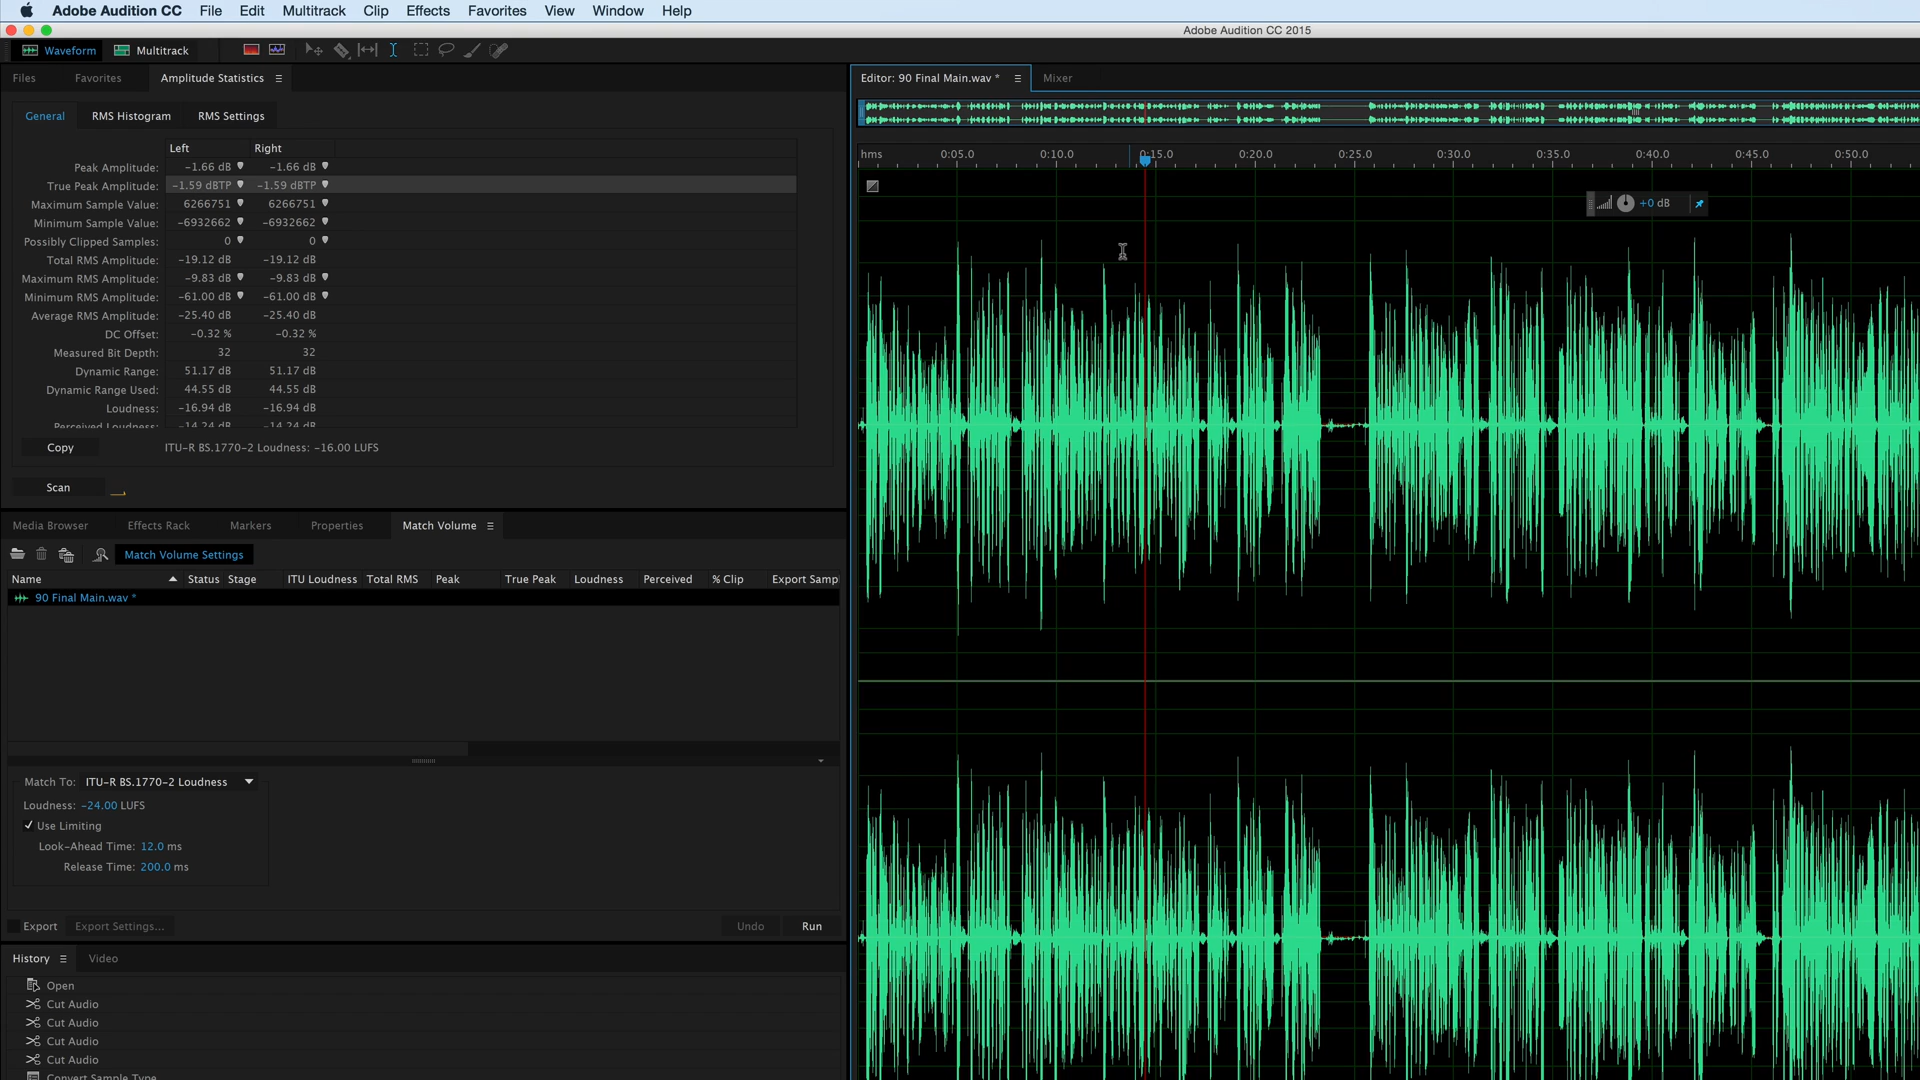 Adobe Audition CC File Edit Multitrack Clip Effects Favorites View Window Help
Adobe Audition CC 2015
Waveform Multitrack
Files Favorites Amplitude Statistics
General RMS Histogram RMS Settings
Left Right
Peak Amplitude: -1.66 dB -1.66 dB
True Peak Amplitude: -1.59 dBTP -1.59 dBTP
Maximum Sample Value: 6266751 6266751
Minimum Sample Value: -6932662 -6932662
Possibly Clipped Samples: 0 0
Total RMS Amplitude: -19.12 dB -19.12 dB
Maximum RMS Amplitude: -9.83 dB -9.83 dB
Minimum RMS Amplitude: -61.00 dB -61.00 dB
Average RMS Amplitude: -25.40 dB -25.40 dB
DC Offset: -0.32 % -0.32 %
Measured Bit Depth: 32 32
Dynamic Range: 51.17 dB 51.17 dB
Dynamic Range Used: 44.55 dB 44.55 dB
Loudness: -16.94 dB -16.94 dB
Perceived Loudness: -14.24 dB -14.24 dB
Copy ITU-R BS.1770-2 Loudness: -16.00 LUFS
Scan
Media Browser Effects Rack Markers Properties Match Volume
Match Volume Settings
Name Status Stage ITU Loudness Total RMS Peak True Peak Loudness Perceived % Clip Export Samp
90 Final Main.wav *
Match To: ITU-R BS.1770-2 Loudness
Loudness: -24.00 LUFS
Use Limiting
Look-Ahead Time: 12.0 ms
Release Time: 200.0 ms
Export Export Settings... Undo Run
History Video
Open
Cut Audio
Cut Audio
Cut Audio
Cut Audio
Convert Sample Type
Editor: 90 Final Main.wav * Mixer
hms 0:05.0 0:10.0 0:15.0 0:20.0 0:25.0 0:30.0 0:35.0 0:40.0 0:45.0 0:50.0
+0 dB